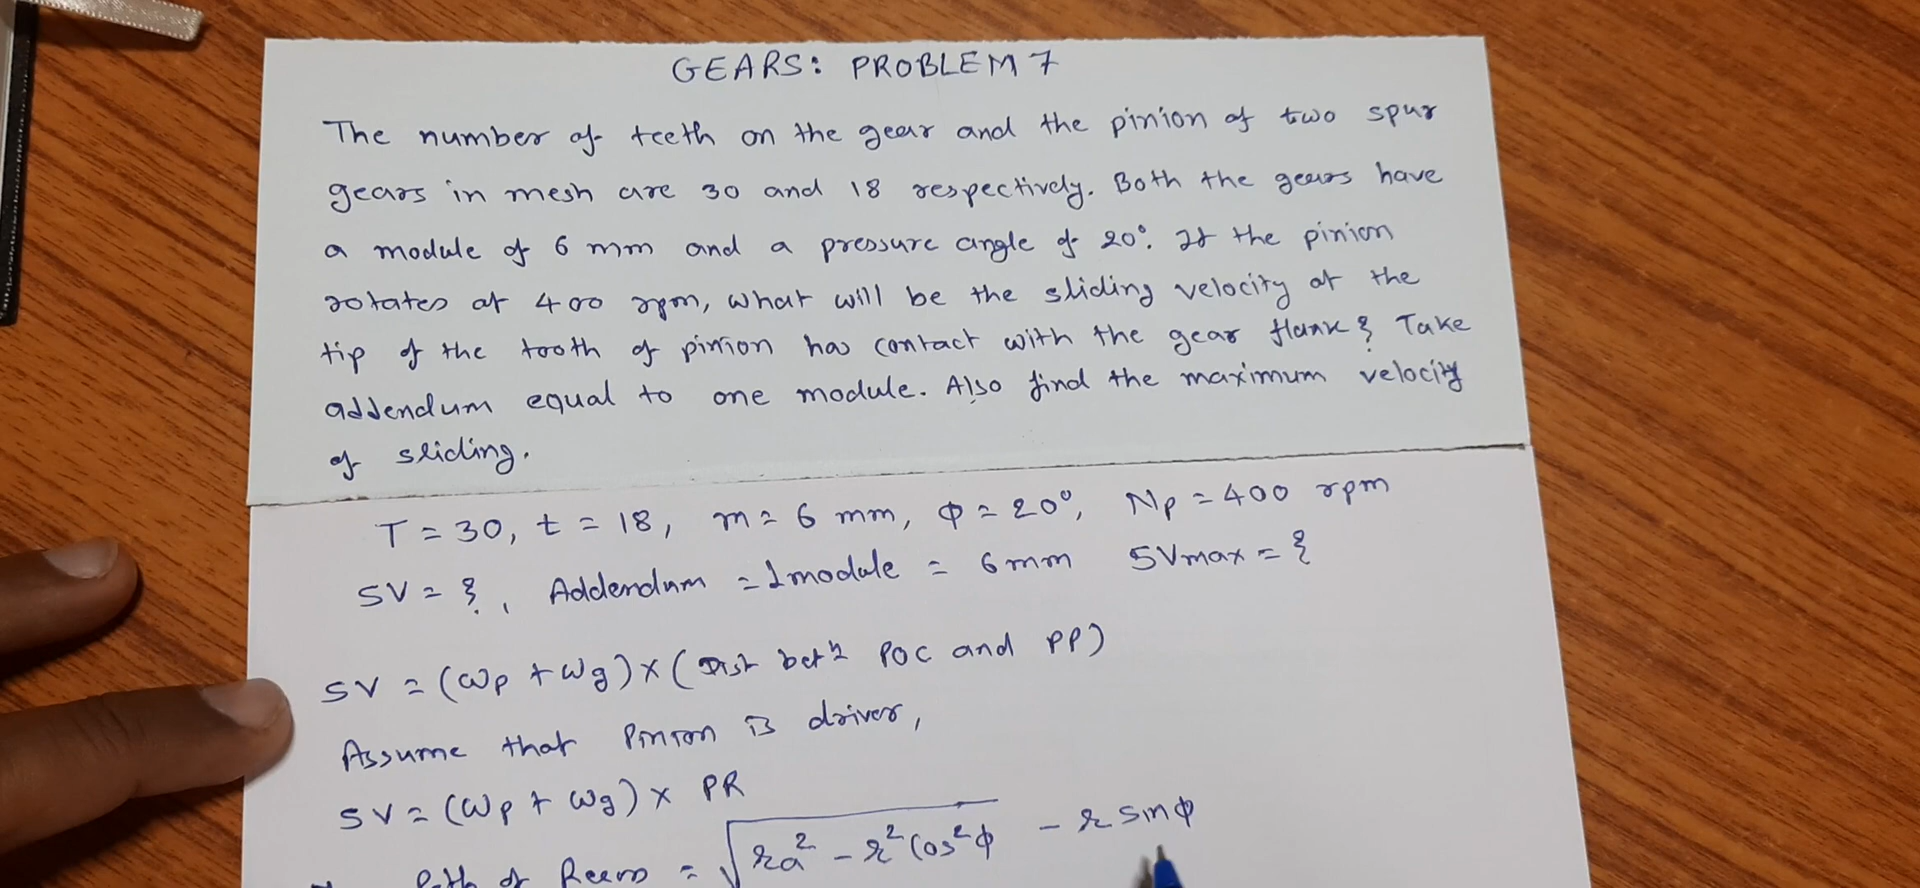 GEARS: PROBLEM 7
The number of teeth on the gear and the pinion of two spur
gears in mesh are 30 and 18 respectively. Both the gears have
a module of 6 mm and a pressure angle of 20°. If the pinion
rotates at 400 rpm, what will be the sliding velocity at the
tip of the tooth of pinion has contact with the gear flank? Take
addendum equal to one module. Also find the maximum velocity
of sliding.
T = 30, t = 18, m = 6 mm, φ = 20°, Np = 400 rpm
SV = ?, Addendum = 1module = 6mm SVmax = ?
SV = (ωp + ωg) × (Dist betn POC and PP)
Assume that Pinion is driver,
SV = (ωp + ωg) × PR
Path of Recess = √(ra² - r² cos²φ) - r sinφ